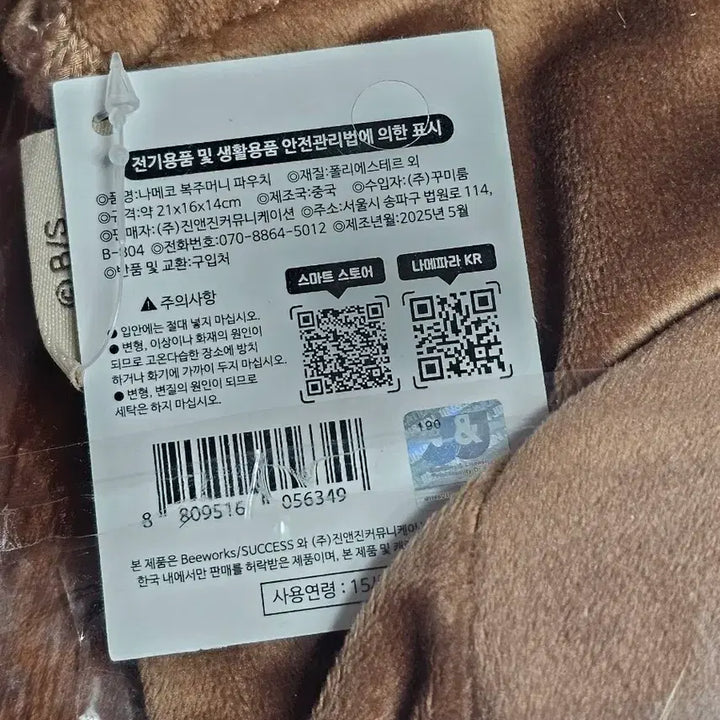 전기용품 및 생활용품 안전관리법에 의한 표시
◎품명:나메코 복주머니 파우치 ◎재질:폴리에스테르 외
◎규격:약 21x16x14cm ◎제조국:중국 ◎수입자:(주)꾸미룸
◎판매자:(주)진앤진커뮤니케이션 ◎주소:서울시 송파구 법원로 114,
B-804 ◎전화번호:070-8864-5012 ◎제조년월:2025년 5월
◎반품 및 교환:구입처
스마트 스토어
나메파라 KR
주의사항
● 입안에는 절대 넣지 마십시오.
● 변형, 이상이나 화재의 원인이
되므로 고온다습한 장소에 방치
하거나 화기에 가까이 두지 마십시오.
● 변형, 변질의 원인이 되므로
세탁은 하지 마십시오.
190
J&J
8 809516 056349
본 제품은 Beeworks/SUCCESS 와 (주)진앤진커뮤니케이
한국 내에서만 판매를 허락받은 제품이며, 본 제품 및
사용연령 : 15
© B/S